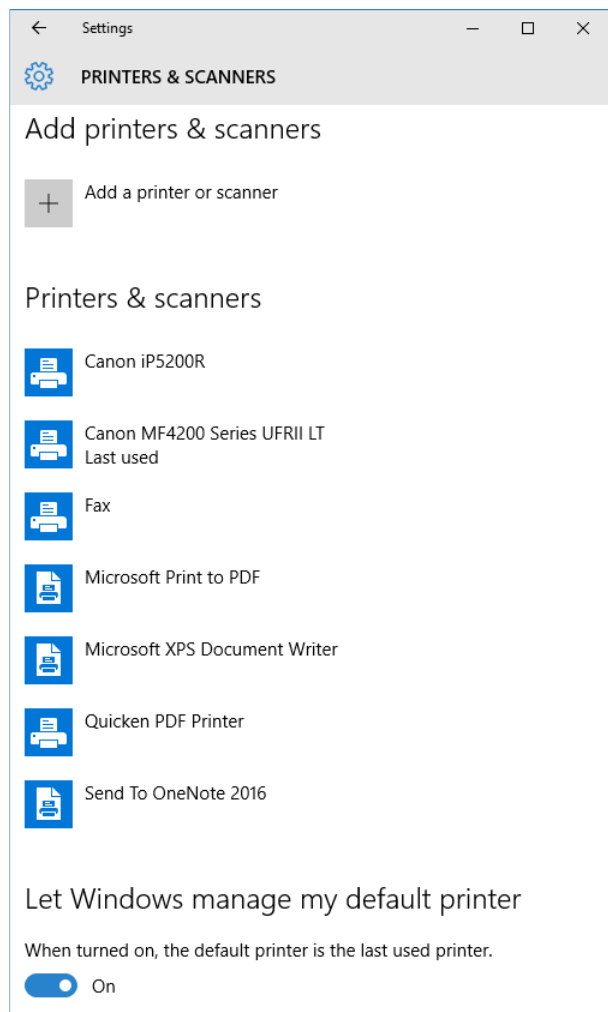 Settings
PRINTERS & SCANNERS
Add printers & scanners
Add a printer or scanner
Printers & scanners
Canon iP5200R
Canon MF4200 Series UFRII LT
Last used
Fax
Microsoft Print to PDF
Microsoft XPS Document Writer
Quicken PDF Printer
Send To OneNote 2016
Let Windows manage my default printer
When turned on, the default printer is the last used printer.
On